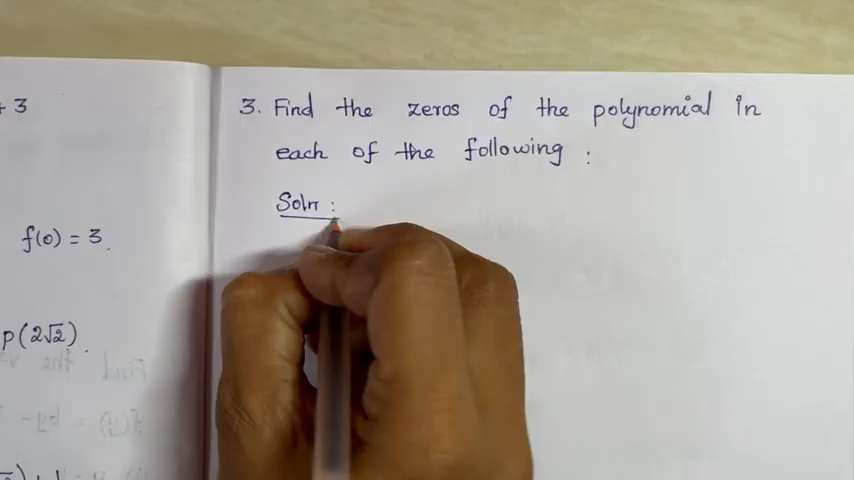 + 3
f(0) = 3.
p(2√2).
3. Find the zeros of the polynomial in
each of the following :
Soln :